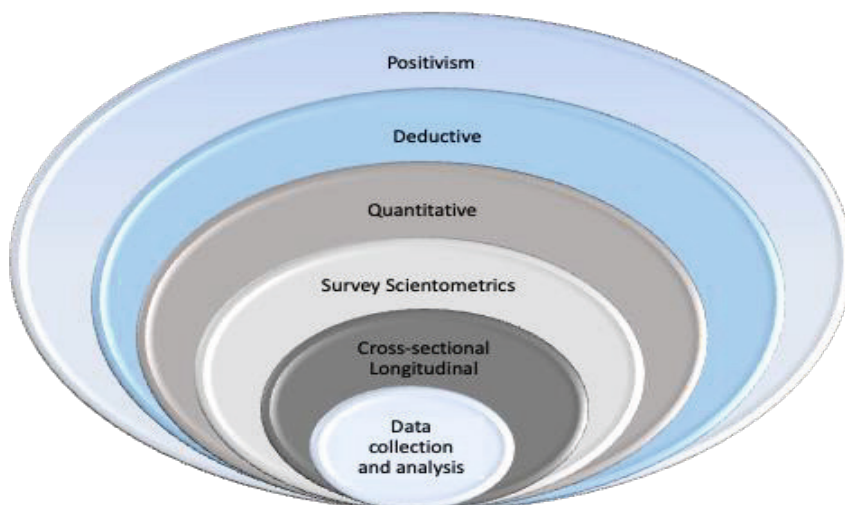 Positivism
Deductive
Quantitative
Survey Scientometrics
Cross-sectional
Longitudinal
Data
collection
and analysis